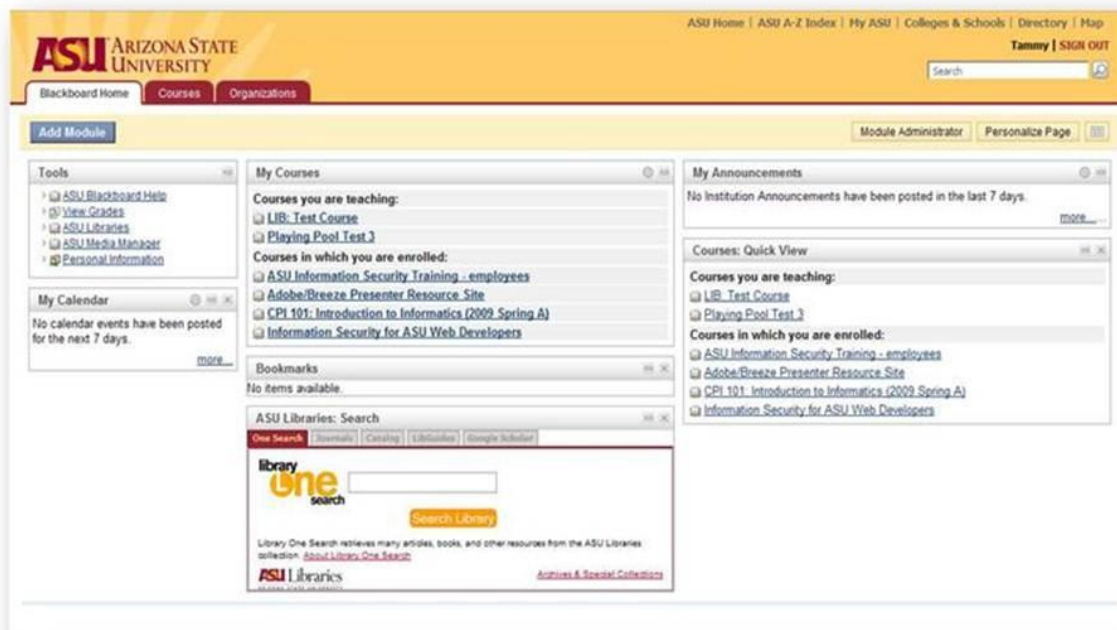 ASU Home | ASU A-Z Index | My ASU | Colleges & Schools | Directory | Map
Tammy | SIGN OUT
ASU ARIZONA STATE
UNIVERSITY
Search
Blackboard Home
Courses
Organizations
Add Module
Module Administrator
Personalize Page
Tools
ASU Blackboard Help
View Grades
ASU Libraries
ASU Media Manager
Personal Information
My Calendar
No calendar events have been posted
for the next 7 days.
more...
My Courses
Courses you are teaching:
LIB: Test Course
Playing Pool Test 3
Courses in which you are enrolled:
ASU Information Security Training - employees
Adobe/Breeze Presenter Resource Site
CPI 101: Introduction to Informatics (2009 Spring A)
Information Security for ASU Web Developers
Bookmarks
No items available.
ASU Libraries: Search
One Search
Journals
Catalog
LibGuides
Google Scholar
library
One
search
Search Library
Library One Search retrieves many articles, books, and other resources from the ASU Libraries
collection. About Library One Search
ASU Libraries
Archives & Special Collections
My Announcements
No Institution Announcements have been posted in the last 7 days.
more...
Courses: Quick View
Courses you are teaching:
LIB: Test Course
Playing Pool Test 3
Courses in which you are enrolled:
ASU Information Security Training - employees
Adobe/Breeze Presenter Resource Site
CPI 101: Introduction to Informatics (2009 Spring A)
Information Security for ASU Web Developers